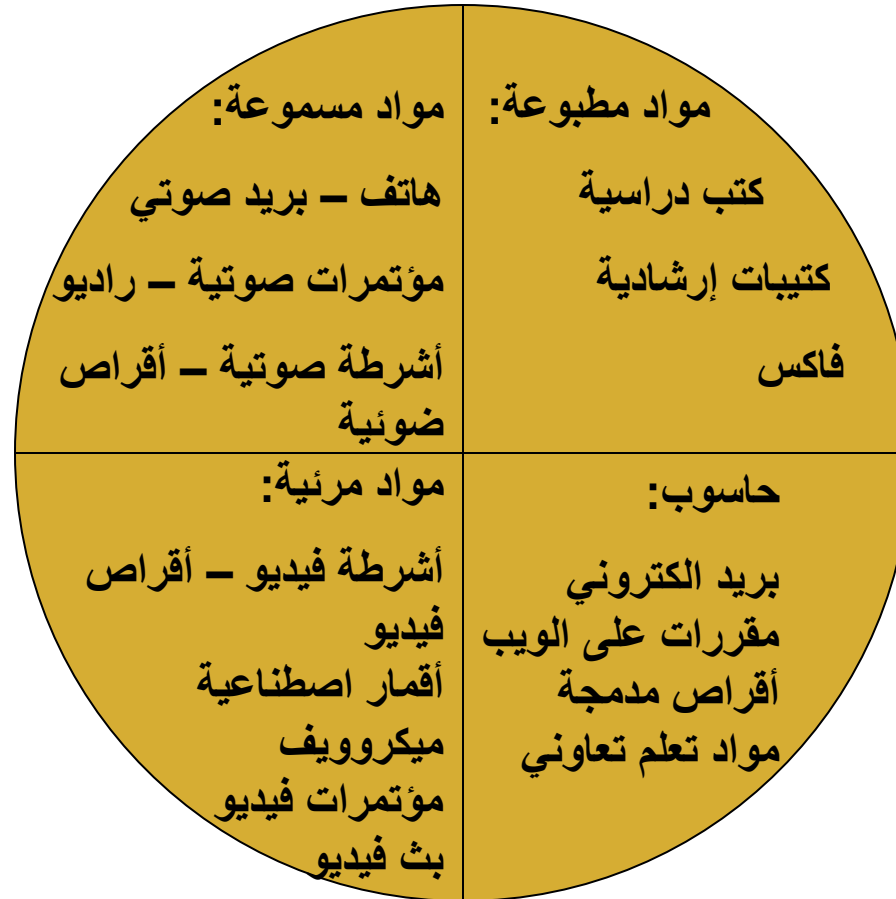 مواد مطبوعة:
كتب دراسية
كتيبات إرشادية
فاكس
مواد مسموعة:
هاتف – بريد صوتي
مؤتمرات صوتية – راديو
أشرطة صوتية – أقراص
ضوئية
حاسوب:
بريد الكتروني
مقررات على الويب
أقراص مدمجة
مواد تعلم تعاوني
مواد مرئية:
أشرطة فيديو – أقراص
فيديو
أقمار اصطناعية
ميكروويف
مؤتمرات فيديو
بث فيديو